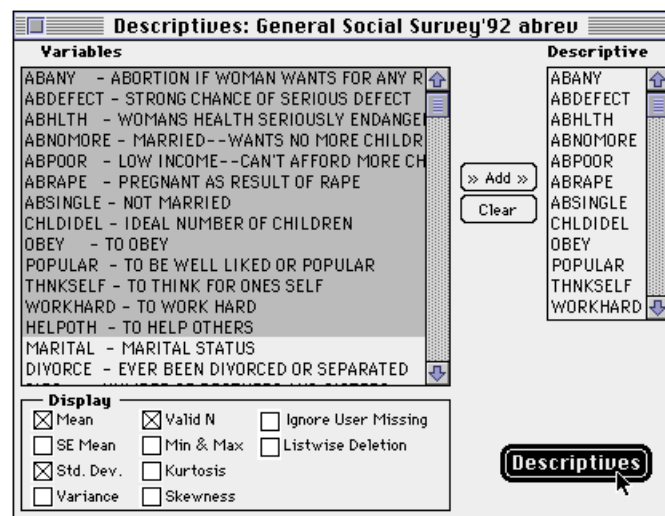 Descriptives: General Social Survey'92 abrev
Variables
ABANY - ABORTION IF WOMAN WANTS FOR ANY R
ABDEFECT - STRONG CHANCE OF SERIOUS DEFECT
ABHLTH - WOMANS HEALTH SERIOUSLY ENDANGE
ABNOMORE - MARRIED--WANTS NO MORE CHILDR
ABPOOR - LOW INCOME--CAN'T AFFORD MORE CH
ABRAPE - PREGNANT AS RESULT OF RAPE
ABSINGLE - NOT MARRIED
CHLDIDEL - IDEAL NUMBER OF CHILDREN
OBEY - TO OBEY
POPULAR - TO BE WELL LIKED OR POPULAR
THNKSELF - TO THINK FOR ONES SELF
WORKHARD - TO WORK HARD
HELPOTH - TO HELP OTHERS
MARITAL - MARITAL STATUS
DIVORCE - EVER BEEN DIVORCED OR SEPARATED
» Add »
Clear
Descriptive
ABANY
ABDEFECT
ABHLTH
ABNOMORE
ABPOOR
ABRAPE
ABSINGLE
CHLDIDEL
OBEY
POPULAR
THNKSELF
WORKHARD
Display
Mean
Valid N
Ignore User Missing
SE Mean
Min & Max
Listwise Deletion
Std. Dev.
Kurtosis
Variance
Skewness
Descriptives